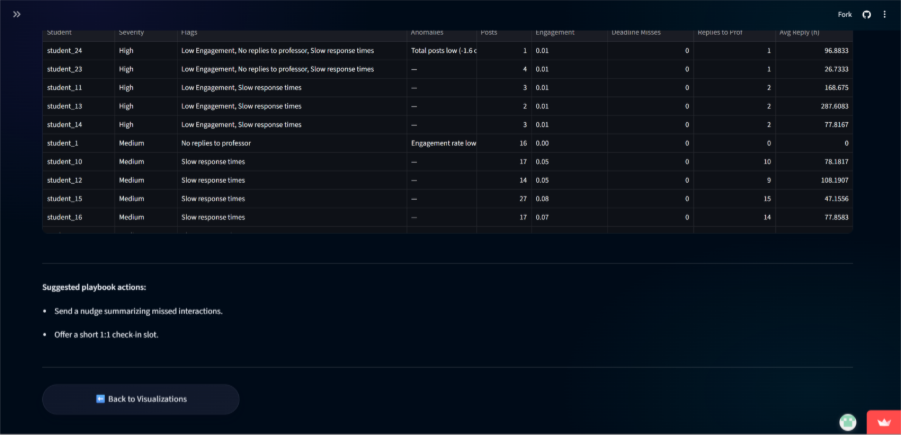 Fork
Student Severity Flags Anomalies Posts Engagement Deadline Misses Replies to Prof Avg Reply (h)
student_24 High Low Engagement, No replies to professor, Slow response times Total posts low (-1.6 c 1 0.01 0 1 96.8833
student_23 High Low Engagement, No replies to professor, Slow response times — 4 0.01 0 1 26.7333
student_11 High Low Engagement, Slow response times — 3 0.01 0 2 168.675
student_13 High Low Engagement, Slow response times — 2 0.01 0 2 287.6083
student_14 High Low Engagement, Slow response times — 3 0.01 0 2 77.8167
student_1 Medium No replies to professor Engagement rate low 16 0.00 0 0 0
student_10 Medium Slow response times — 17 0.05 0 10 78.1817
student_12 Medium Slow response times — 14 0.05 0 9 108.1907
student_15 Medium Slow response times — 27 0.08 0 15 47.1556
student_16 Medium Slow response times — 17 0.07 0 14 77.8583
Suggested playbook actions:
• Send a nudge summarizing missed interactions.
• Offer a short 1:1 check-in slot.
Back to Visualizations